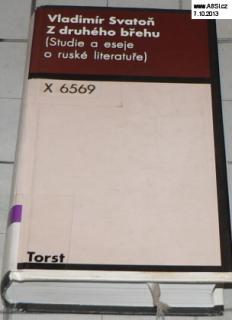 www.ABSI.cz
7.10.2013
Vladimír Svatoň
Z druhého břehu
(Studie a eseje
o ruské literatuře)
X 6569
Torst